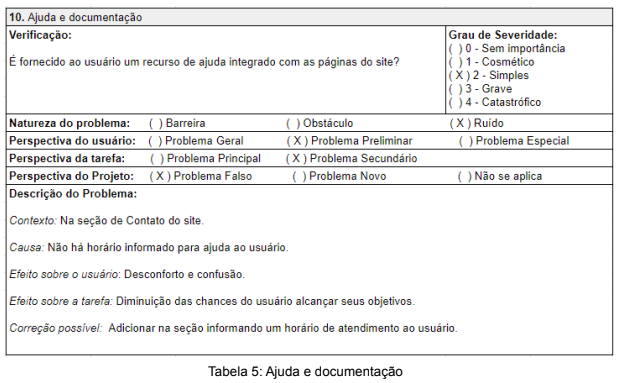 10. Ajuda e documentação
Verificação:
É fornecido ao usuário um recurso de ajuda integrado com as páginas do site?
Grau de Severidade:
( ) 0 - Sem importância
( ) 1 - Cosmético
( X ) 2 - Simples
( ) 3 - Grave
( ) 4 - Catastrófico
Natureza do problema: ( ) Barreira ( ) Obstáculo ( X ) Ruído
Perspectiva do usuário: ( ) Problema Geral ( X ) Problema Preliminar ( ) Problema Especial
Perspectiva da tarefa: ( ) Problema Principal ( X ) Problema Secundário
Perspectiva do Projeto: ( X ) Problema Falso ( ) Problema Novo ( ) Não se aplica
Descrição do Problema:
Contexto: Na seção de Contato do site.
Causa: Não há horário informado para ajuda ao usuário.
Efeito sobre o usuário: Desconforto e confusão.
Efeito sobre a tarefa: Diminuição das chances do usuário alcançar seus objetivos.
Correção possível: Adicionar na seção informando um horário de atendimento ao usuário.
Tabela 5: Ajuda e documentação